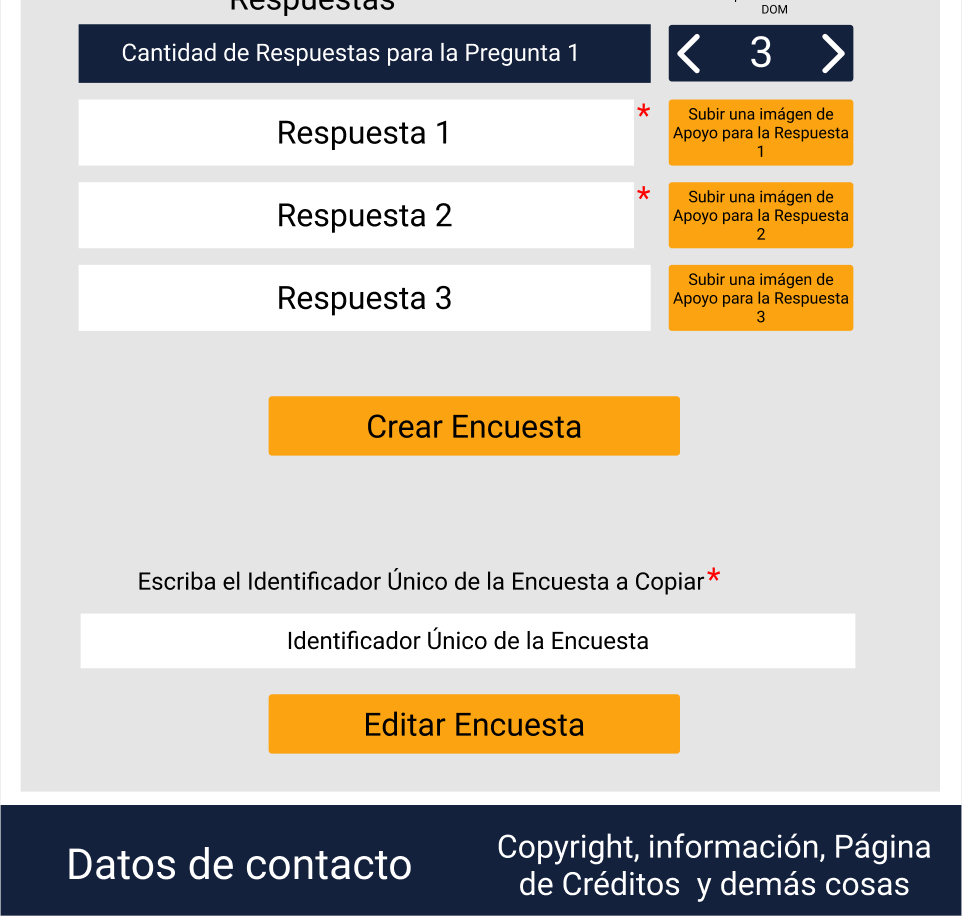 Respuestas
DOM
Cantidad de Respuestas para la Pregunta 1
3
Respuesta 1
*
Subir una imágen de
Apoyo para la Respuesta
1
Respuesta 2
*
Subir una imágen de
Apoyo para la Respuesta
2
Respuesta 3
Subir una imágen de
Apoyo para la Respuesta
3
Crear Encuesta
Escriba el Identificador Único de la Encuesta a Copiar*
Identificador Único de la Encuesta
Editar Encuesta
Datos de contacto
Copyright, información, Página
de Créditos y demás cosas